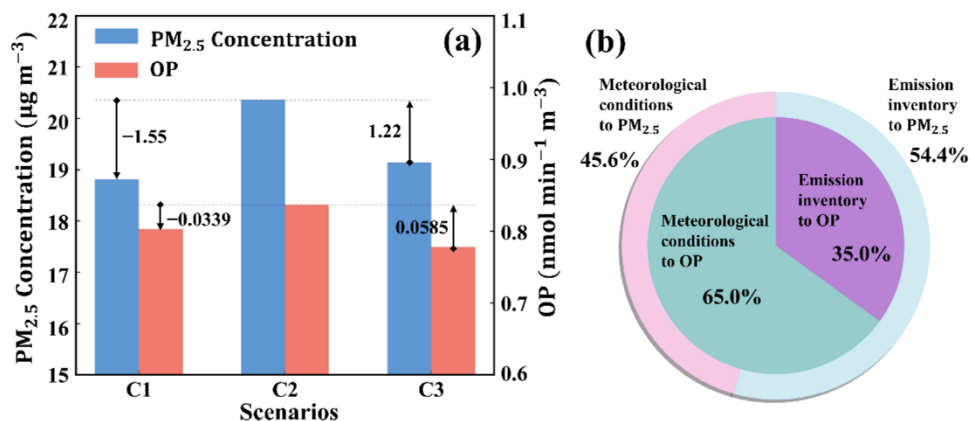 (a)
PM₂.₅ Concentration
OP
22
21
20
19
18
17
16
15
PM₂.₅ Concentration (μg m⁻³)
−1.55
−0.0339
1.22
0.0585
1.1
1.0
0.9
0.8
0.7
0.6
OP (nmol min⁻¹ m⁻³)
C1
C2
C3
Scenarios
(b)
Meteorological
conditions
to PM₂.₅
45.6%
Emission
inventory
to PM₂.₅
54.4%
Emission
inventory
to OP
35.0%
Meteorological
conditions
to OP
65.0%